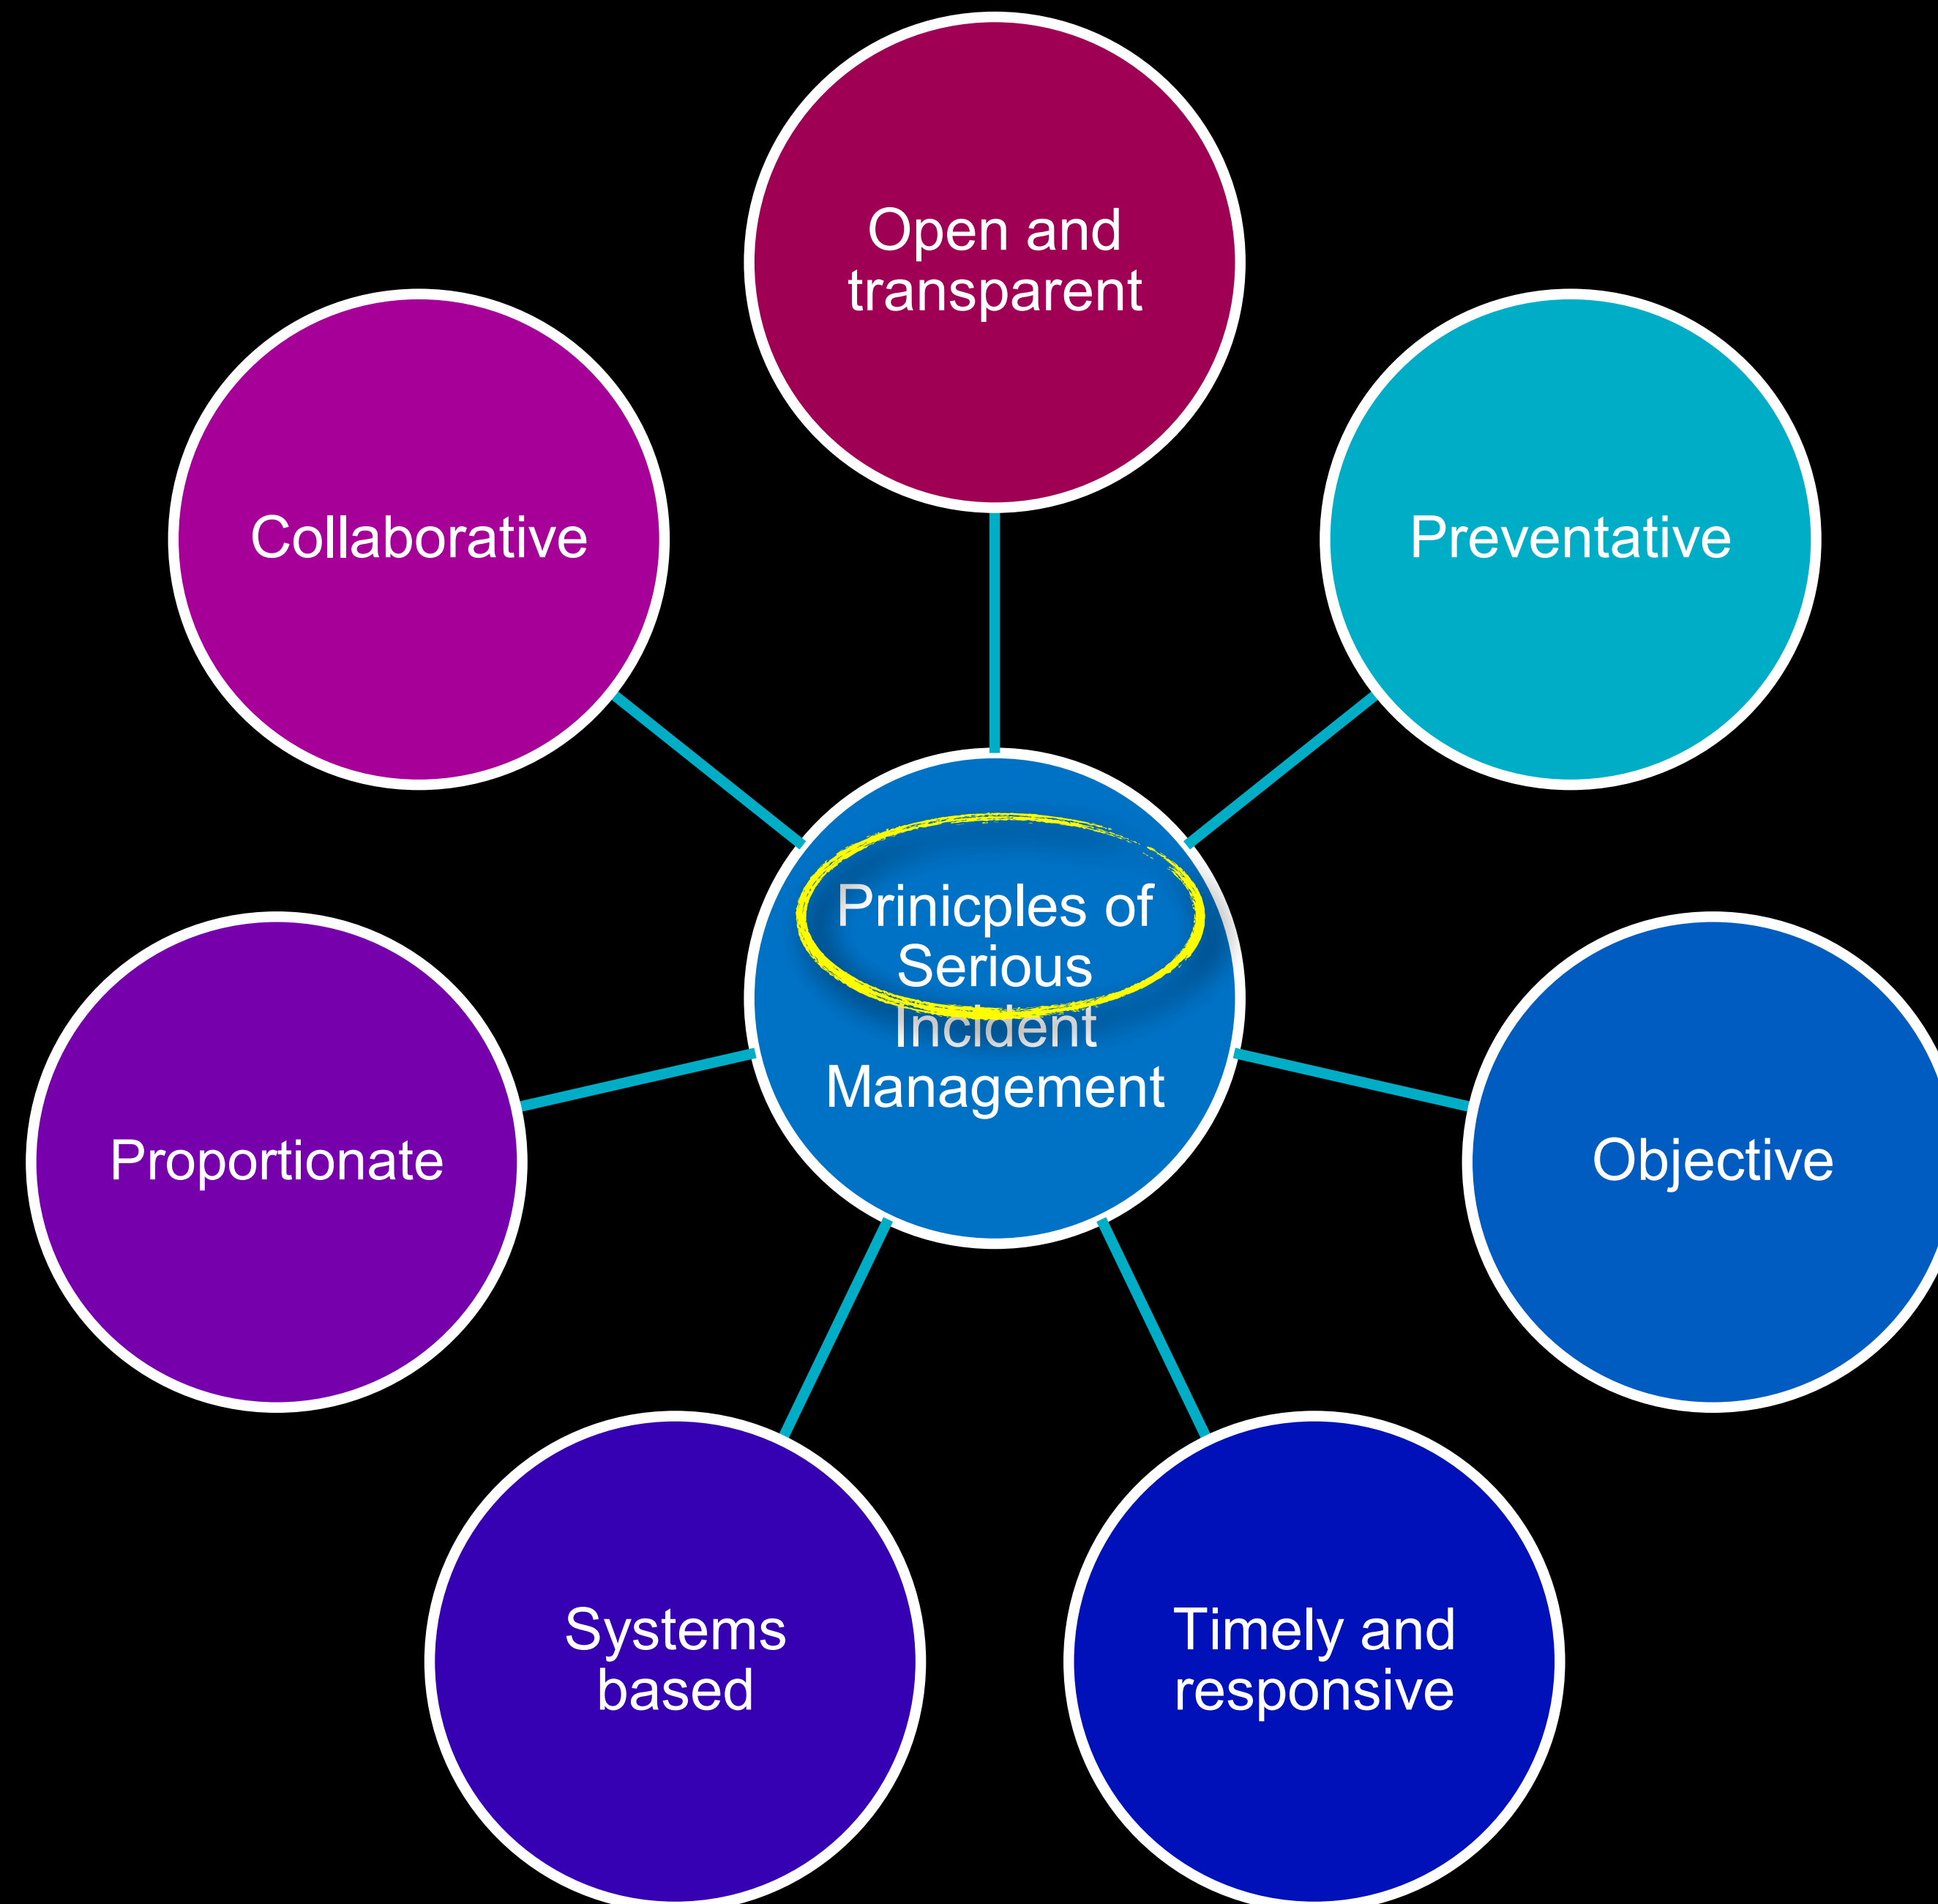 Open and
transparent
Collaborative
Preventative
Prinicples of
Serious
Incident
Management
Proportionate
Objective
Systems
based
Timely and
responsive